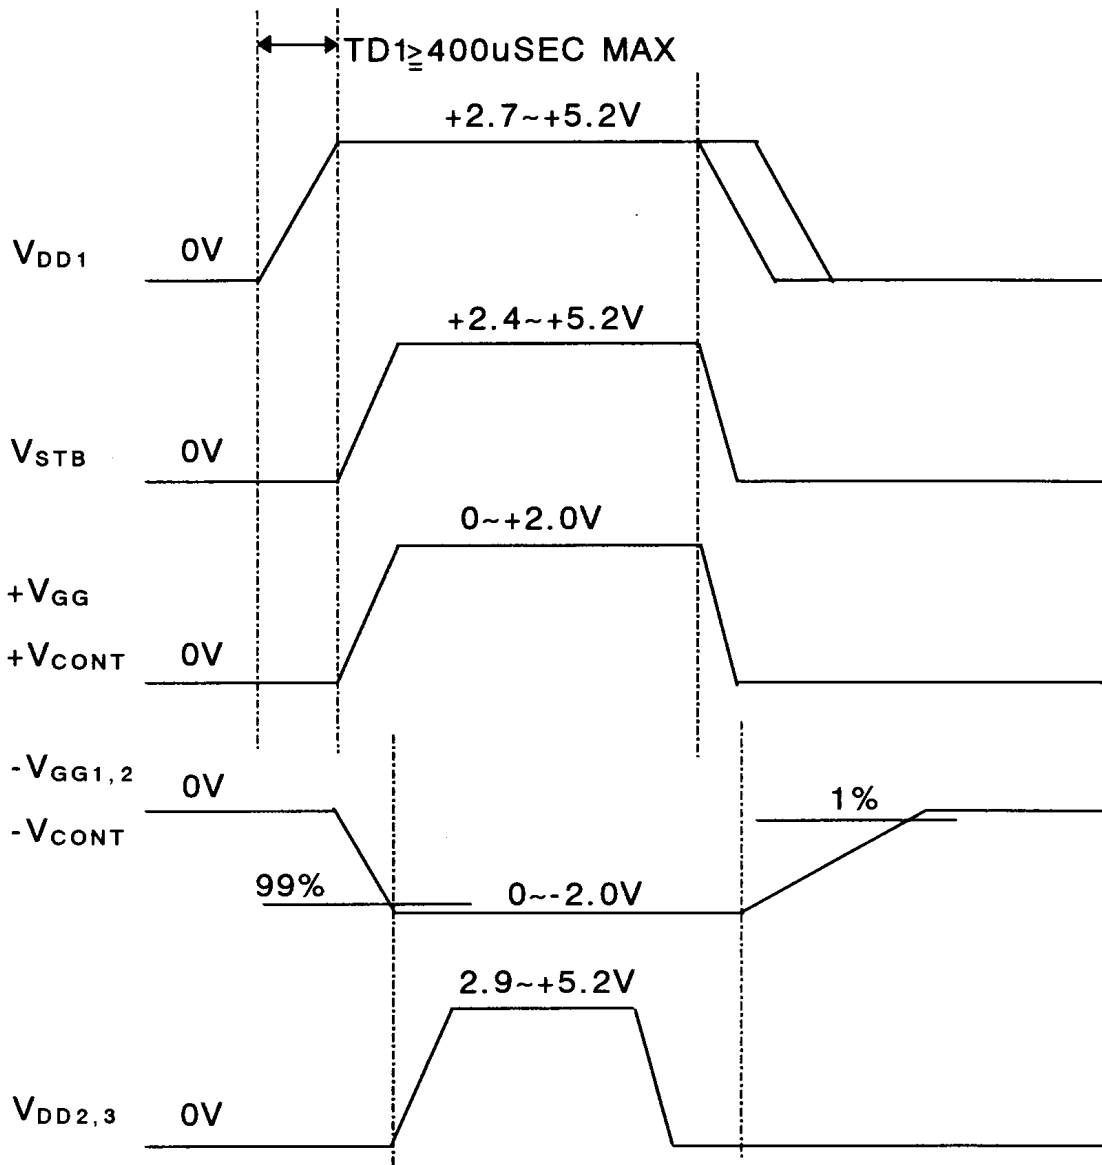 TD1≧400uSEC MAX
+2.7~+5.2V
VDD1 0V
+2.4~+5.2V
VSTB 0V
0~+2.0V
+VGG
+VCONT 0V
-VGG1,2 0V
1%
-VCONT
99% 0~-2.0V
2.9~+5.2V
VDD2,3 0V